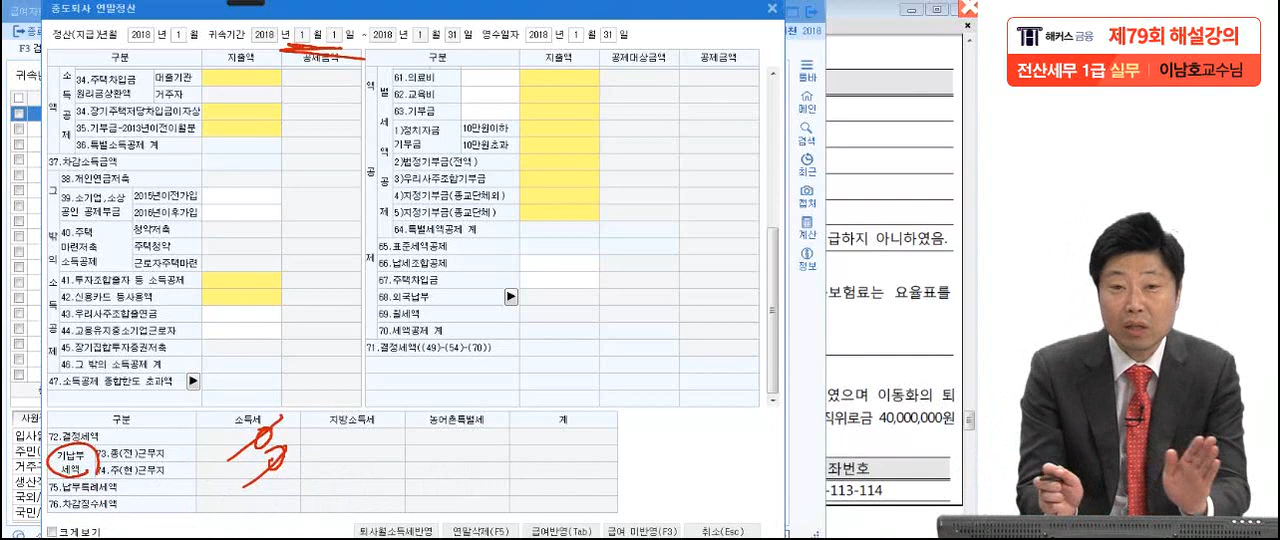 중도퇴사 연말정산
정산(지급)년월 2018 년 1 월 귀속기간 2018 년 1 월 1 일 ~ 2018 년 1 월 31 일 영수일자 2018 년 1 월 31 일
구분 지출액 공제금액
34.주택차입금 대출기관
원리금상환액 거주자
34.장기주택저당차입금이자상
35.기부금-2013년이전이월분
36.특별소득공제 계
37.차감소득금액
38.개인연금저축
39.소기업,소상 2015년이전가입
공인 공제부금 2016년이후가입
40.주택 청약저축
마련저축 주택청약
소득공제 근로자주택마련
41.투자조합출자 등 소득공제
42.신용카드 등사용액
43.우리사주조합출연금
44.고용유지중소기업근로자
45.장기집합투자증권저축
46.그 밖의 소득공제 계
47.소득공제 종합한도 초과액
구분 지출액 공제대상금액 공제금액
61.의료비
62.교육비
63.기부금
1)정치자금 10만원이하
기부금 10만원초과
2)법정기부금(전액)
3)우리사주조합기부금
4)지정기부금(종교단체외)
5)지정기부금(종교단체)
64.특별세액공제 계
65.표준세액공제
66.납세조합공제
67.주택차입금
68.외국납부
69.월세액
70.세액공제 계
71.결정세액((49)-(54)-(70))
구분 소득세 지방소득세 농어촌특별세 계
72.결정세액
기납부 73.종(전)근무지
세액 74.주(현)근무지
75.납부특례세액
76.차감징수세액
크게보기
퇴사월소득세반영 연말삭제(F5) 급여반영(Tab) 급여 미반영(F3) 취소(Esc)
툴바
메인
검색
최근
캡처
계산
정보
급하지 아니하였음.
보험료는 요율표를
였으며 이동화의 퇴
직위로금 40,000,000원
좌번호
-113-114
해커스 금융 제79회 해설강의
전산세무 1급 실무 이남호교수님